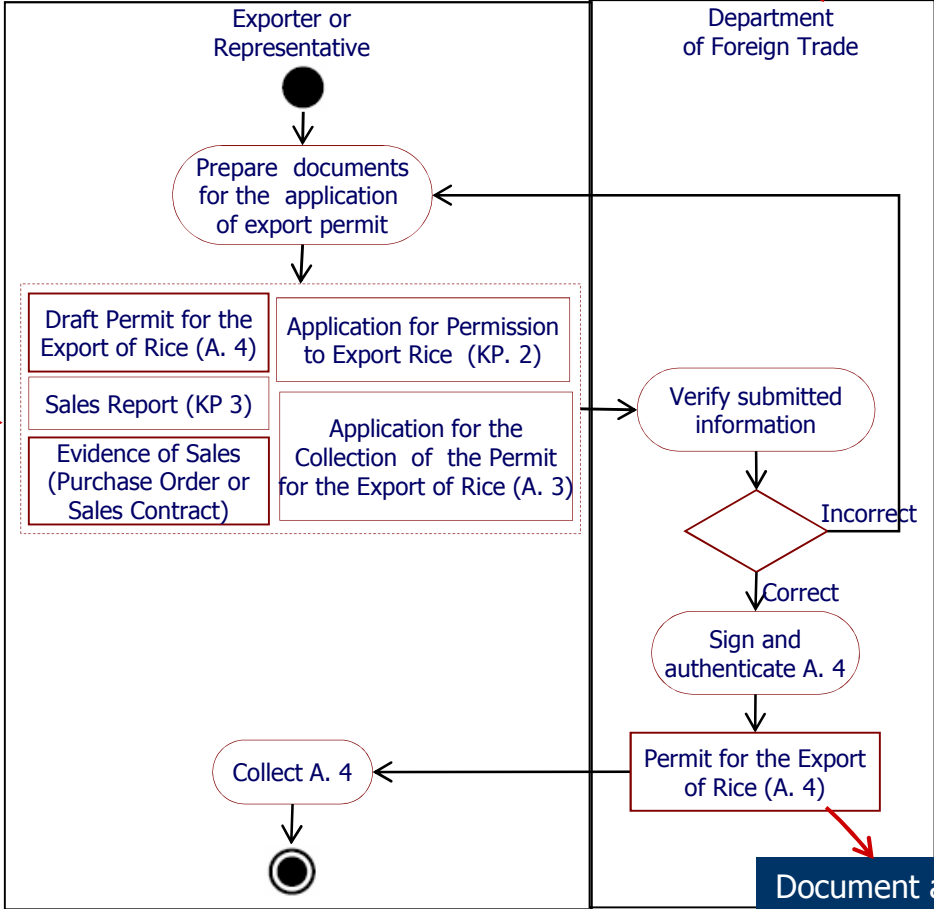 Exporter or
Representative
Department
of Foreign Trade
Prepare documents
for the application
of export permit
Draft Permit for the
Export of Rice (A. 4)
Application for Permission
to Export Rice (KP. 2)
Sales Report (KP 3)
Application for the
Collection of the Permit
for the Export of Rice (A. 3)
Evidence of Sales
(Purchase Order or
Sales Contract)
Verify submitted
information
Incorrect
Correct
Sign and
authenticate A. 4
Permit for the Export
of Rice (A. 4)
Collect A. 4
Document a